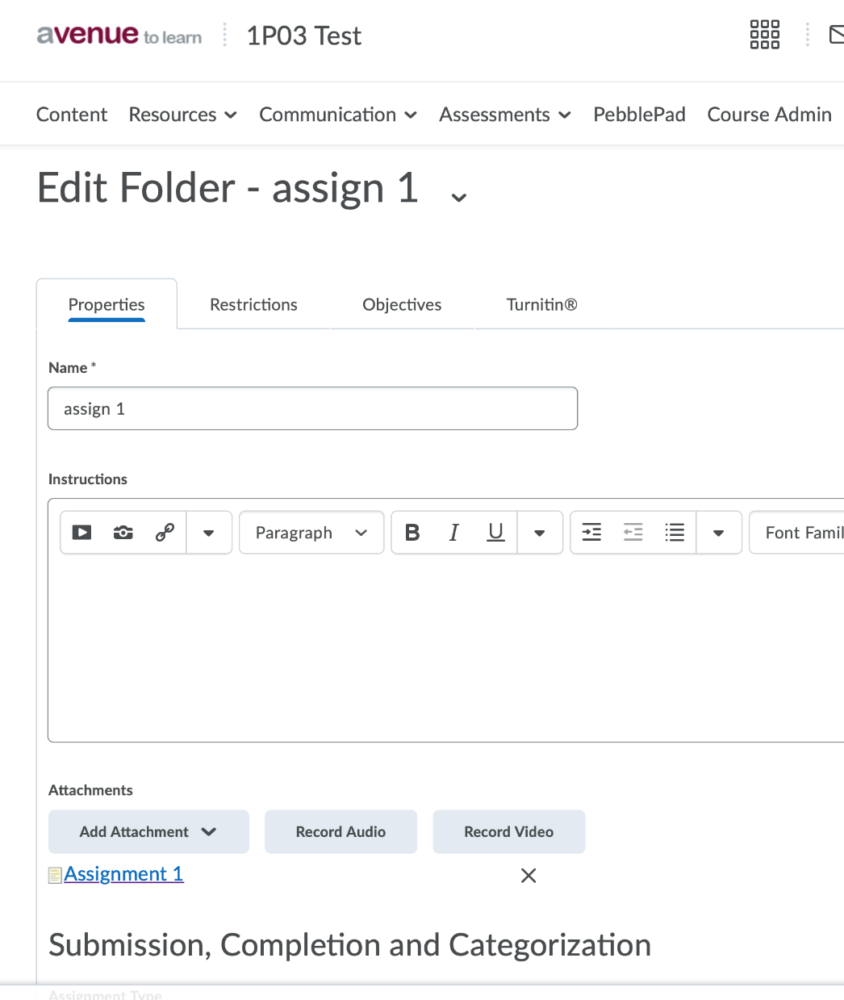 avenue to learn
1P03 Test
Content Resources Communication Assessments PebblePad Course Admin
Edit Folder - assign 1
Properties Restrictions Objectives Turnitin®
Name *
assign 1
Instructions
Paragraph B I U Font Famil
Attachments
Add Attachment Record Audio Record Video
Assignment 1
Submission, Completion and Categorization
Assignment Type